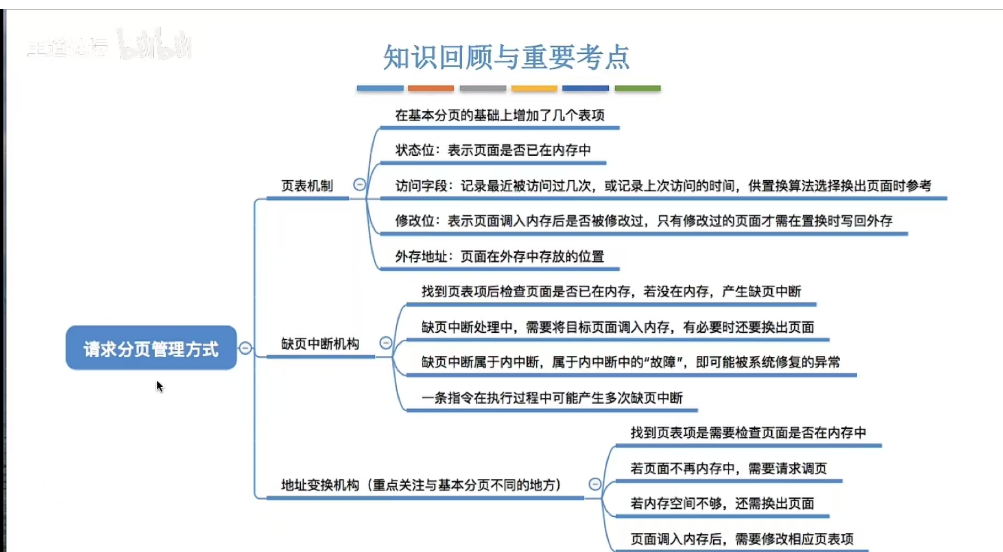 王道论坛 bilibili
知识回顾与重要考点
在基本分页的基础上增加了几个表项
状态位：表示页面是否已在内存中
页表机制
访问字段：记录最近被访问过几次，或记录上次访问的时间，供置换算法选择换出页面时参考
修改位：表示页面调入内存后是否被修改过，只有修改过的页面才需在置换时写回外存
外存地址：页面在外存中存放的位置
请求分页管理方式
找到页表项后检查页面是否已在内存，若没在内存，产生缺页中断
缺页中断处理中，需要将目标页面调入内存，有必要时还要换出页面
缺页中断机构
缺页中断属于内中断，属于内中断中的“故障”，即可能被系统修复的异常
一条指令在执行过程中可能产生多次缺页中断
找到页表项是需要检查页面是否在内存中
若页面不再内存中，需要请求调页
地址变换机构（重点关注与基本分页不同的地方）
若内存空间不够，还需换出页面
页面调入内存后，需要修改相应页表项